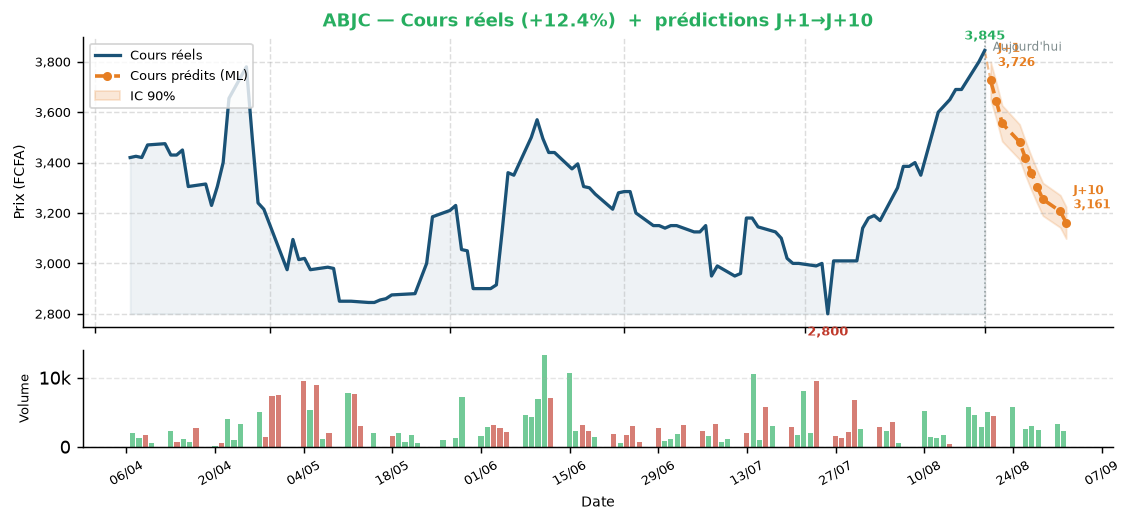 ABJC — Cours réels (+12.4%) + prédictions J+1→J+10
Cours réels
Cours prédits (ML)
IC 90%
3,845
Aujourd'hui
J+1
3,726
J+10
3,161
2,800
Prix (FCFA)
3,800
3,600
3,400
3,200
3,000
2,800
Volume
10k
0
06/04
20/04
04/05
18/05
01/06
15/06
29/06
13/07
27/07
10/08
24/08
07/09
Date